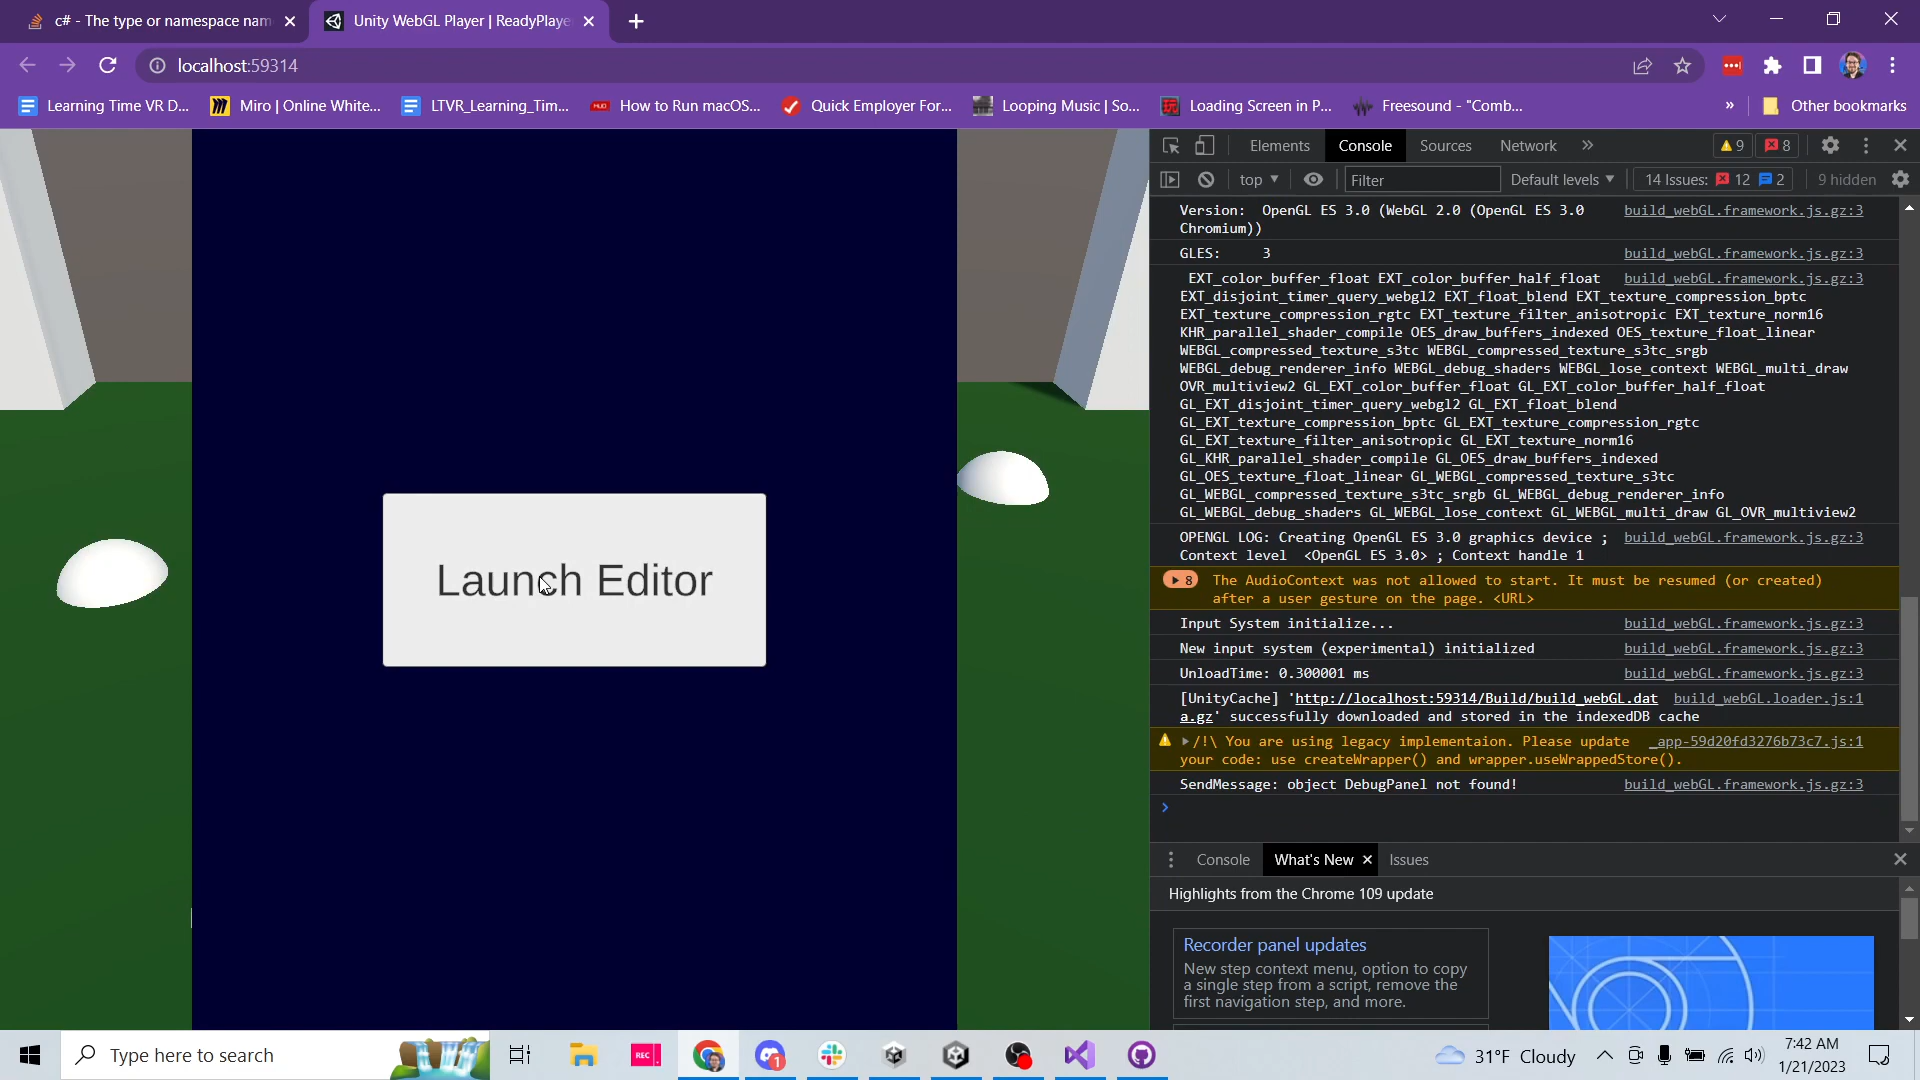 c# - The type or namespace nam
Unity WebGL Player | ReadyPlaye
localhost:59314
Learning Time VR D...
Miro | Online White...
LTVR_Learning_Tim...
How to Run macOS...
Quick Employer For...
Looping Music | So...
Loading Screen in P...
Freesound - "Comb...
»
Other bookmarks
Launch Editor
Elements
Console
Sources
Network
»
9
8
top
Filter
Default levels
14 Issues: 12 2
9 hidden
Version: OpenGL ES 3.0 (WebGL 2.0 (OpenGL ES 3.0 build_webGL.framework.js.gz:3
Chromium))
GLES: 3 build_webGL.framework.js.gz:3
EXT_color_buffer_float EXT_color_buffer_half_float build_webGL.framework.js.gz:3
EXT_disjoint_timer_query_webgl2 EXT_float_blend EXT_texture_compression_bptc
EXT_texture_compression_rgtc EXT_texture_filter_anisotropic EXT_texture_norm16
KHR_parallel_shader_compile OES_draw_buffers_indexed OES_texture_float_linear
WEBGL_compressed_texture_s3tc WEBGL_compressed_texture_s3tc_srgb
WEBGL_debug_renderer_info WEBGL_debug_shaders WEBGL_lose_context WEBGL_multi_draw
OVR_multiview2 GL_EXT_color_buffer_float GL_EXT_color_buffer_half_float
GL_EXT_disjoint_timer_query_webgl2 GL_EXT_float_blend
GL_EXT_texture_compression_bptc GL_EXT_texture_compression_rgtc
GL_EXT_texture_filter_anisotropic GL_EXT_texture_norm16
GL_KHR_parallel_shader_compile GL_OES_draw_buffers_indexed
GL_OES_texture_float_linear GL_WEBGL_compressed_texture_s3tc
GL_WEBGL_compressed_texture_s3tc_srgb GL_WEBGL_debug_renderer_info
GL_WEBGL_debug_shaders GL_WEBGL_lose_context GL_WEBGL_multi_draw GL_OVR_multiview2
OPENGL LOG: Creating OpenGL ES 3.0 graphics device ; build_webGL.framework.js.gz:3
Context level <OpenGL ES 3.0> ; Context handle 1
8 The AudioContext was not allowed to start. It must be resumed (or created)
after a user gesture on the page. <URL>
Input System initialize... build_webGL.framework.js.gz:3
New input system (experimental) initialized build_webGL.framework.js.gz:3
UnloadTime: 0.300001 ms build_webGL.framework.js.gz:3
[UnityCache] 'http://localhost:59314/Build/build_webGL.dat build_webGL.loader.js:1
a.gz' successfully downloaded and stored in the indexedDB cache
/!\ You are using legacy implementaion. Please update _app-59d20fd3276b73c7.js:1
your code: use createWrapper() and wrapper.useWrappedStore().
SendMessage: object DebugPanel not found! build_webGL.framework.js.gz:3
Console
What's New
Issues
Highlights from the Chrome 109 update
Recorder panel updates
New step context menu, option to copy
a single step from a script, remove the
first navigation step, and more.
Type here to search
REC
1
31°F Cloudy
7:42 AM
1/21/2023